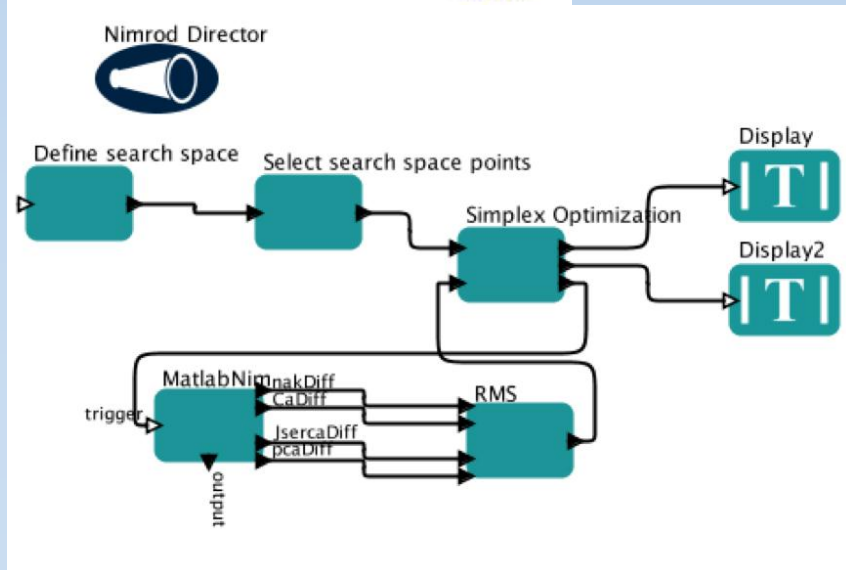 Nimrod Director
Define search space
Select search space points
Simplex Optimization
Display
T
Display2
T
MatlabNim
nakDiff
CaDiff
JsercaDiff
pcaDiff
trigger
output
RMS